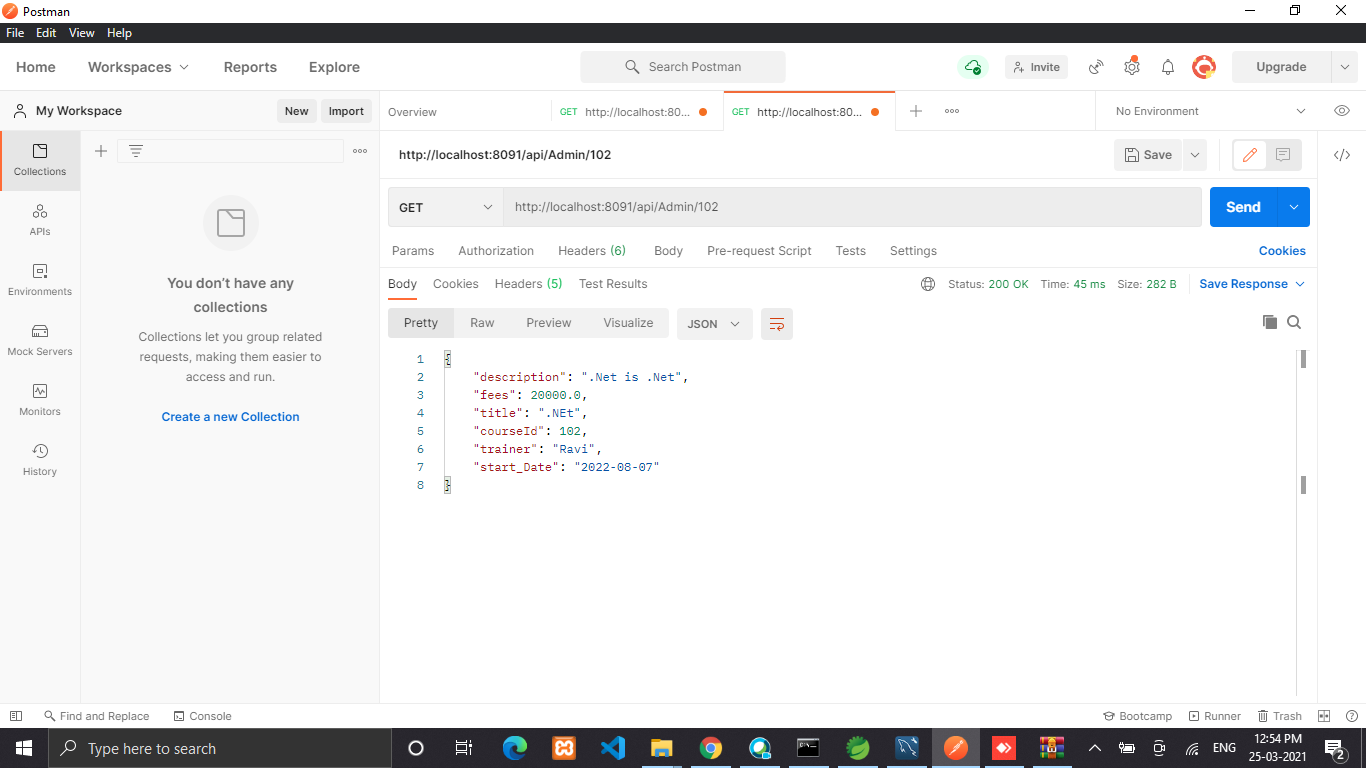 Postman
File Edit View Help
Home Workspaces Reports Explore Search Postman Invite Upgrade
My Workspace New Import Overview GET http://localhost:80... GET http://localhost:80... No Environment
http://localhost:8091/api/Admin/102 Save
GET http://localhost:8091/api/Admin/102 Send
Params Authorization Headers (6) Body Pre-request Script Tests Settings Cookies
Body Cookies Headers (5) Test Results Status: 200 OK Time: 45 ms Size: 282 B Save Response
Pretty Raw Preview Visualize JSON
1 {
2 "description": ".Net is .Net",
3 "fees": 20000.0,
4 "title": ".NEt",
5 "courseId": 102,
6 "trainer": "Ravi",
7 "start_Date": "2022-08-07"
8 }
Collections
APIs
Environments
Mock Servers
Monitors
History
You don't have any
collections
Collections let you group related
requests, making them easier to
access and run.
Create a new Collection
Find and Replace Console Bootcamp Runner Trash
Type here to search ENG 12:54 PM
25-03-2021 2